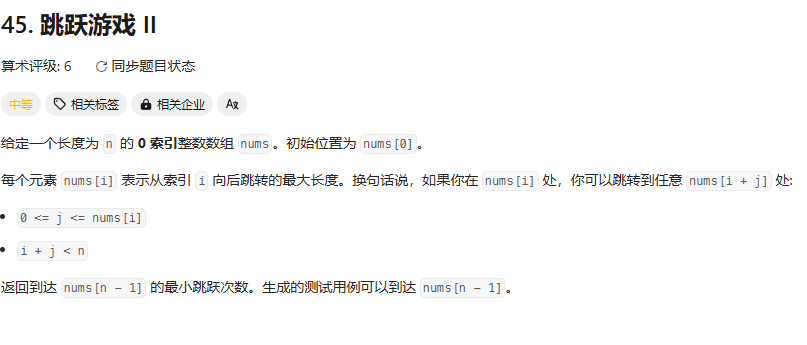 45. 跳跃游戏 II
算术评级: 6 同步题目状态
中等 相关标签 相关企业 Aあ
给定一个长度为 n 的 0 索引整数数组 nums。初始位置为 nums[0]。
每个元素 nums[i] 表示从索引 i 向后跳转的最大长度。换句话说，如果你在 nums[i] 处，你可以跳转到任意 nums[i + j] 处:
0 <= j <= nums[i]
i + j < n
返回到达 nums[n - 1] 的最小跳跃次数。生成的测试用例可以到达 nums[n - 1]。